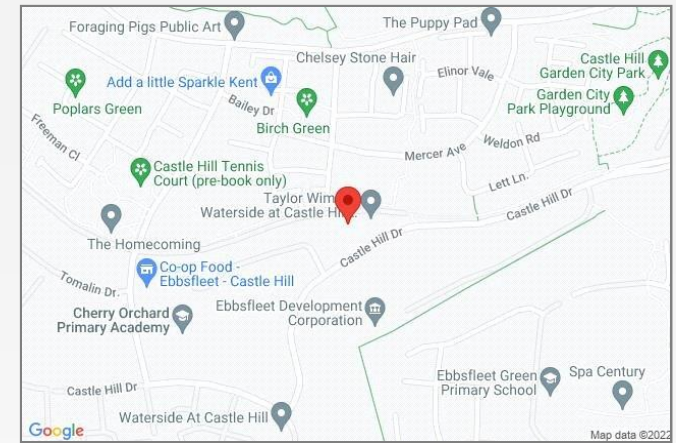 Foraging Pigs Public Art
The Puppy Pad
Chelsey Stone Hair
Castle Hill
Garden City Park
Elinor Vale
Add a little Sparkle Kent
Garden City
Park Playground
Poplars Green
Bailey Dr
Birch Green
Freeman Cl
Weldon Rd
Mercer Ave
Castle Hill Tennis
Court (pre-book only)
Lett Ln.
Taylor Wim
Waterside at Castle Hi...
Castle Hill Dr
The Homecoming
Castle Hill Dr
Co-op Food -
Ebbsfleet - Castle Hill
Tomalin Dr.
Cherry Orchard
Primary Academy
Ebbsfleet Development
Corporation
Ebbsfleet Green
Primary School
Spa Century
Castle Hill Dr
Waterside At Castle Hill
Google
Map data ©2022